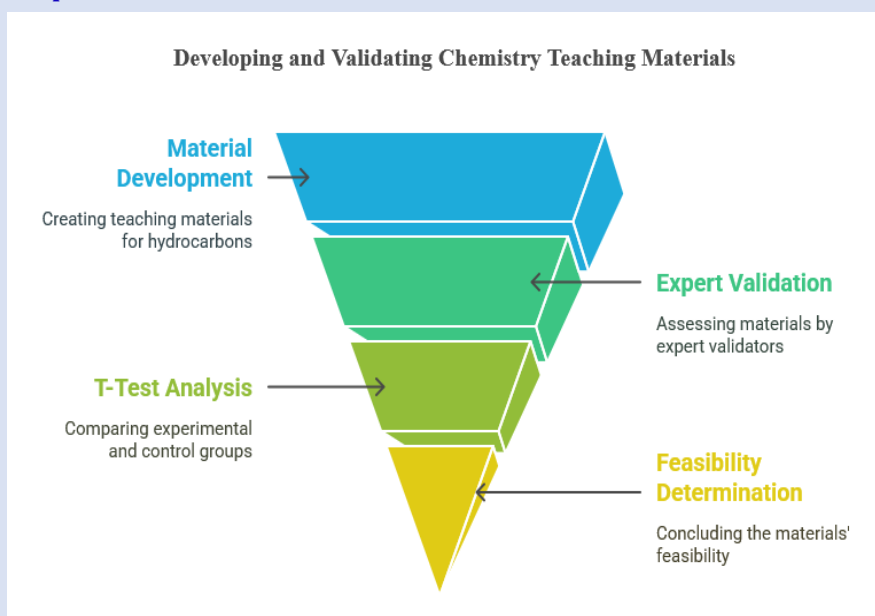 Developing and Validating Chemistry Teaching Materials
Material
Development
Creating teaching materials
for hydrocarbons
Expert Validation
Assessing materials by
expert validators
T-Test Analysis
Comparing experimental
and control groups
Feasibility
Determination
Concluding the materials'
feasibility